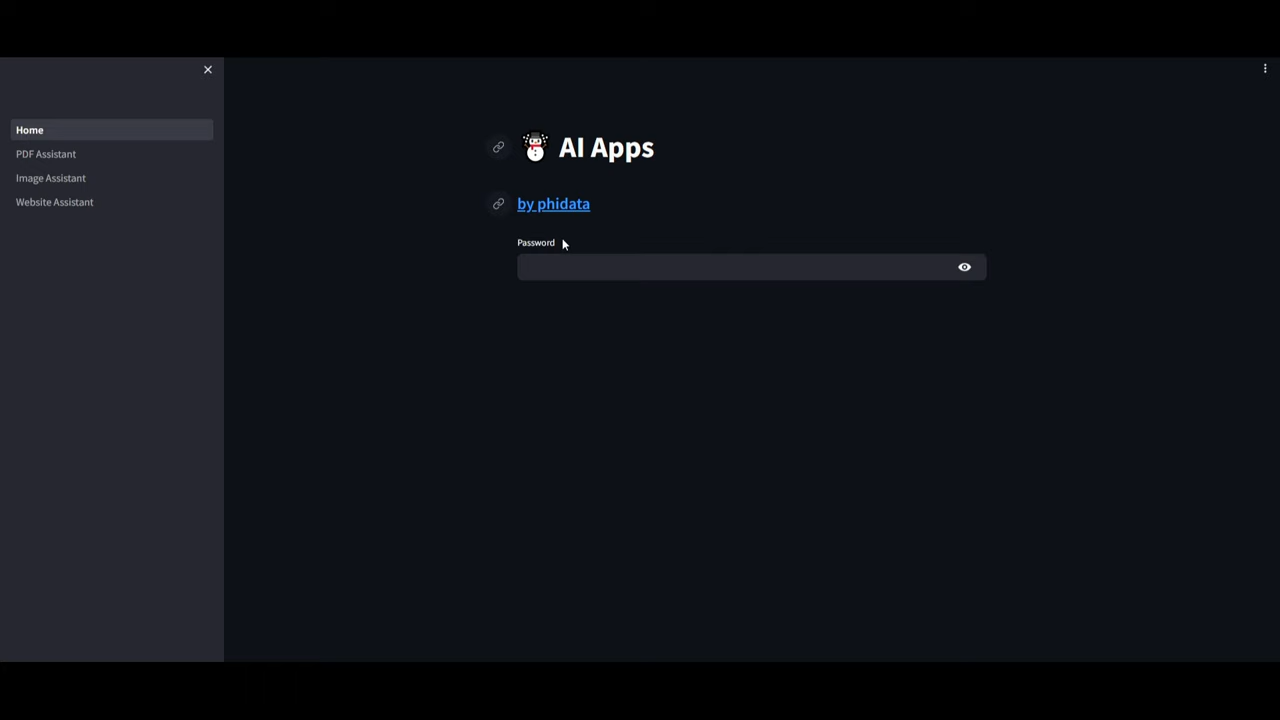 Home
PDF Assistant
Image Assistant
Website Assistant
AI Apps
by phidata
Password